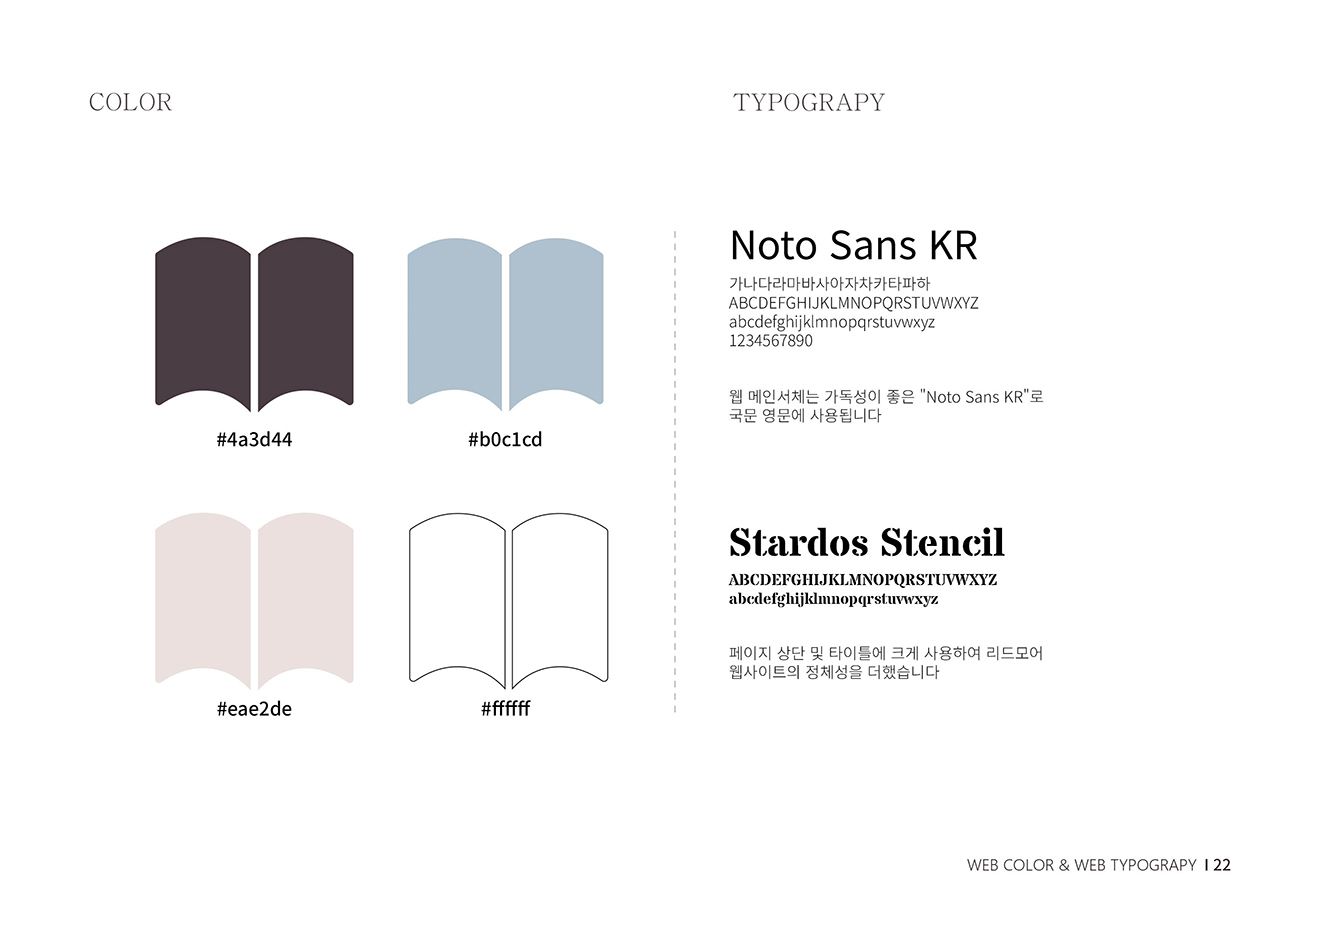 COLOR
TYPOGRAPY
#4a3d44
#b0c1cd
#eae2de
#ffffff
Noto Sans KR
가나다라마바사아자차카타파하
ABCDEFGHIJKLMNOPQRSTUVWXYZ
abcdefghijklmnopqrstuvwxyz
1234567890
웹 메인서체는 가독성이 좋은 "Noto Sans KR"로
국문 영문에 사용됩니다
Stardos Stencil
ABCDEFGHIJKLMNOPQRSTUVWXYZ
abcdefghijklmnopqrstuvwxyz
페이지 상단 및 타이틀에 크게 사용하여 리드모어
웹사이트의 정체성을 더했습니다
WEB COLOR & WEB TYPOGRAPY I 22